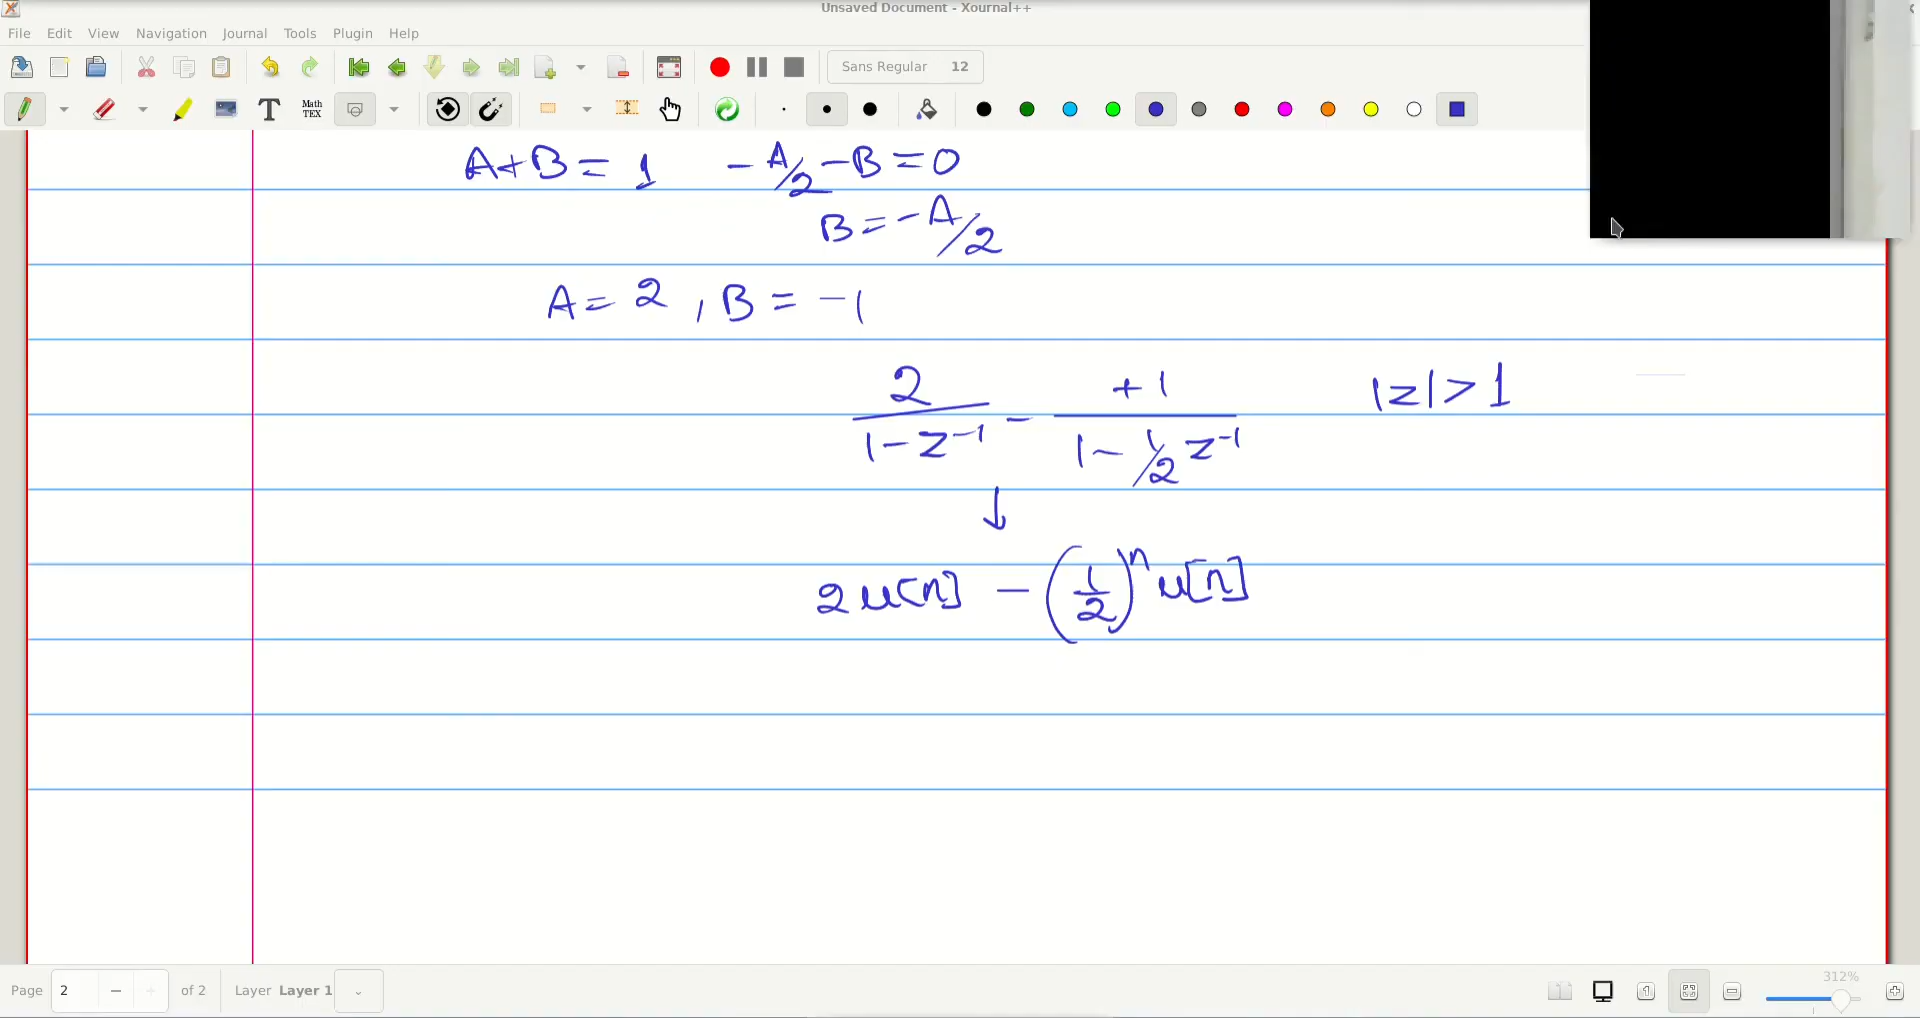 Unsaved Document - Xournal++
File Edit View Navigation Journal Tools Plugin Help
Sans Regular 12
T Math TEX
A+B = 1 -A/2 -B = 0
B = -A/2
A = 2 , B = -1
2/(1-z⁻¹) - +1/(1-1/2 z⁻¹) |z| > 1
↓
2u[n] - (1/2)ⁿ u[n]
Page 2 of 2 Layer Layer 1 312%